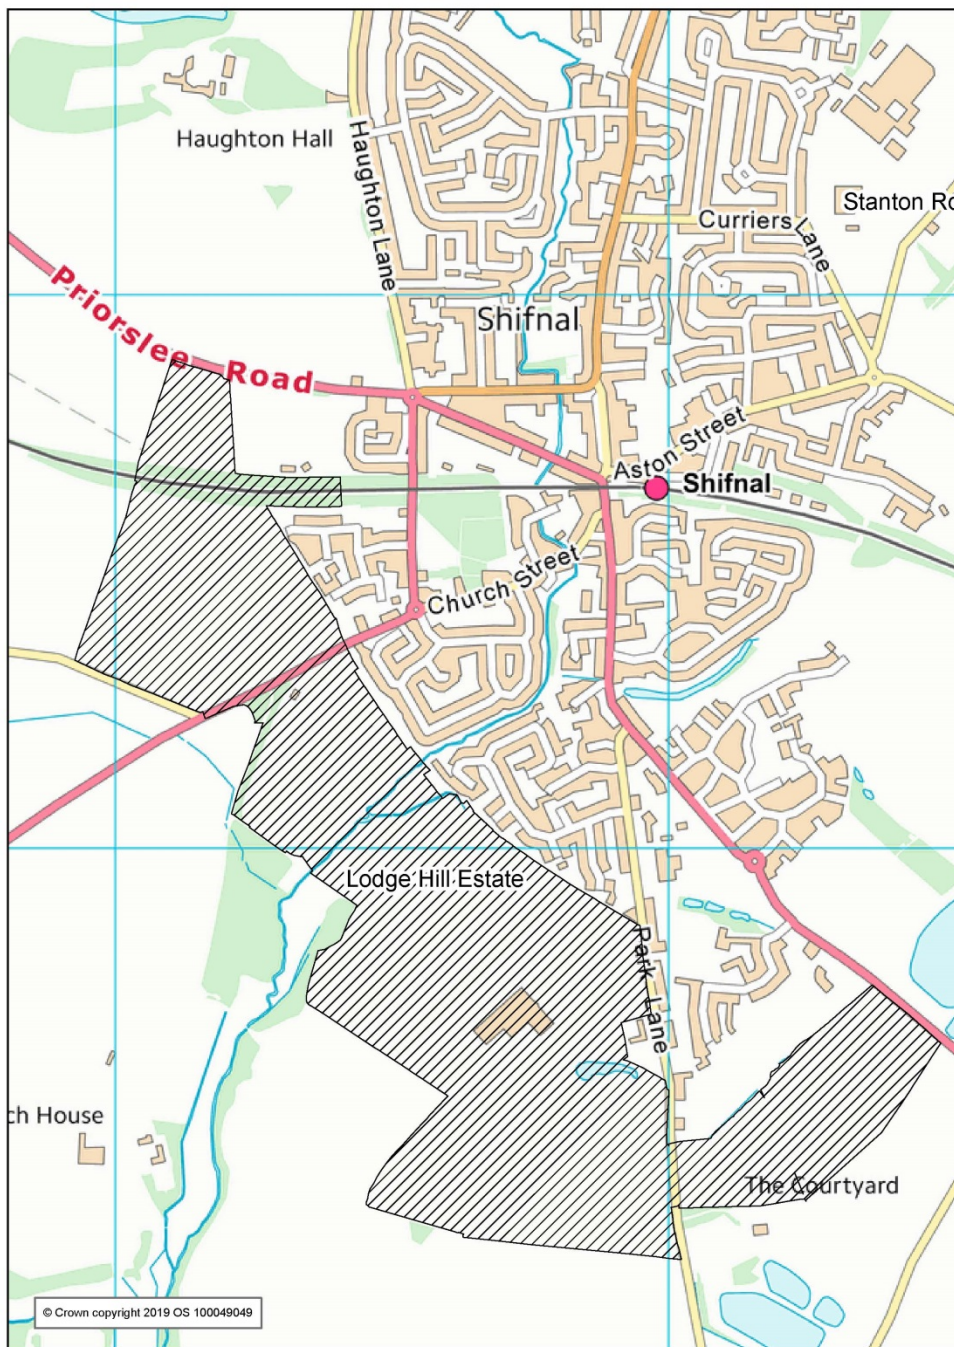 Haughton Hall
Haughton Lane
Stanton Ro
Curriers Lane
Priorslee Road
Shifnal
Aston Street
Shifnal
Church Street
Lodge Hill Estate
Park Lane
ch House
The Courtyard
© Crown copyright 2019 OS 100049049